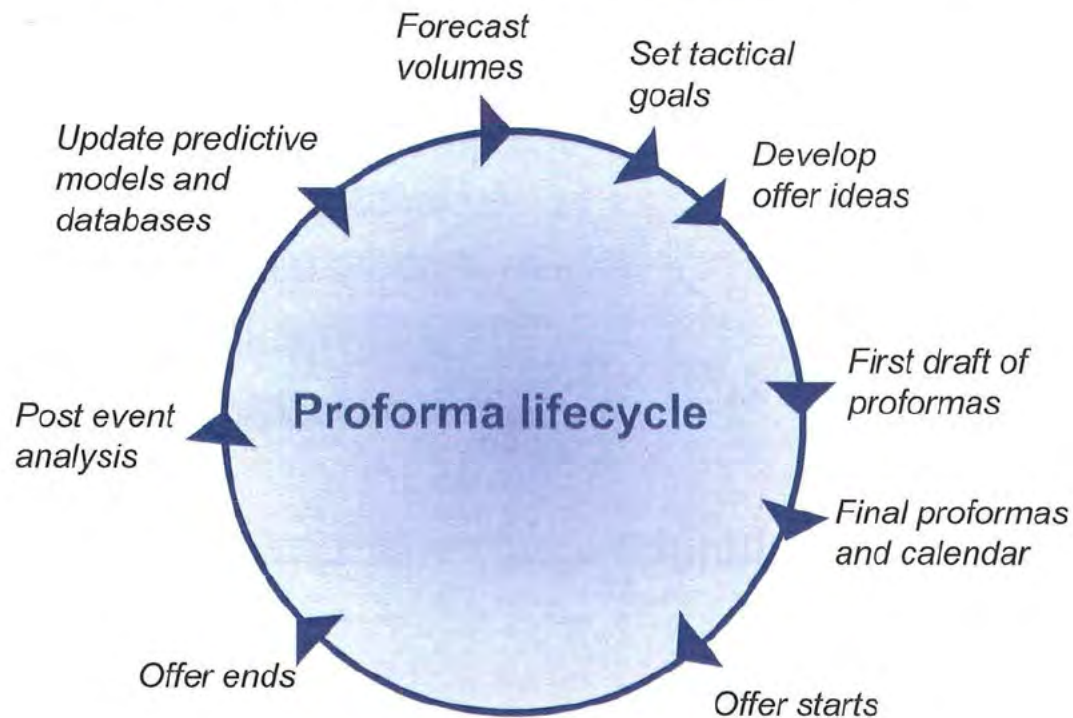 Forecast
volumes
Set tactical
goals
Develop
offer ideas
First draft of
proformas
Final proformas
and calendar
Offer starts
Offer ends
Post event
analysis
Update predictive
models and
databases
Proforma lifecycle